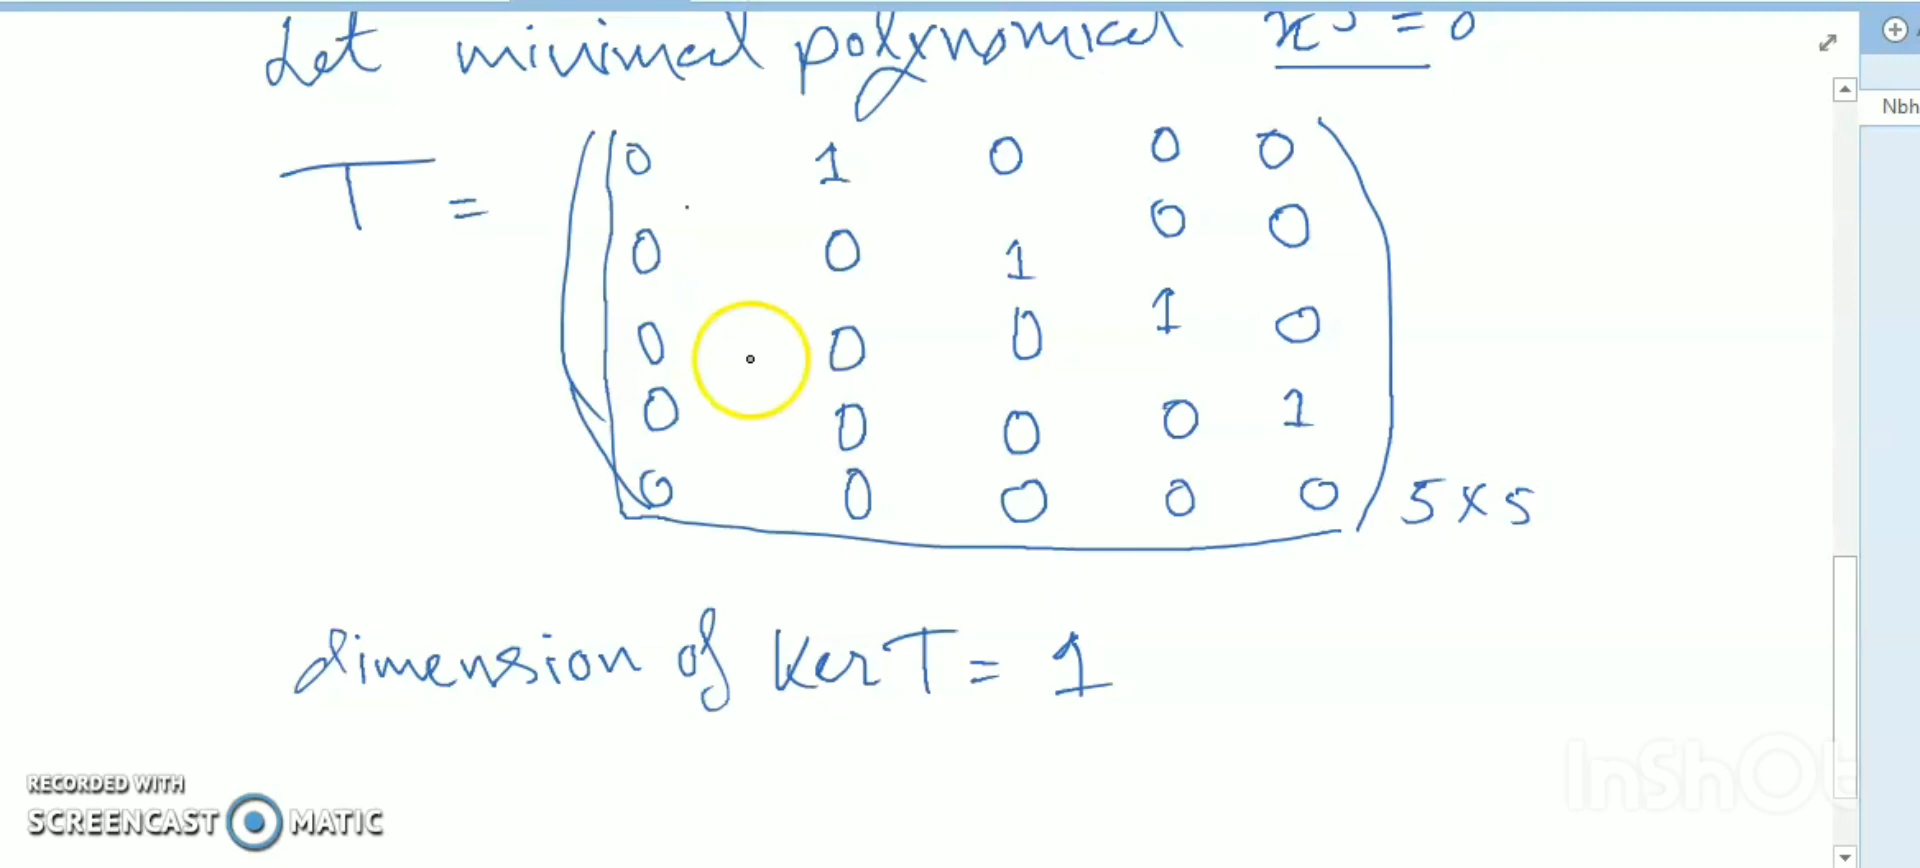 Let minimal polynomial x⁵ = 0
T = ( 0 1 0 0 0
0 0 1 0 0
0 0 0 1 0
0 0 0 0 1
0 0 0 0 0 ) 5 x 5
dimension of Ker T = 1
Nbh
RECORDED WITH
SCREENCAST MATIC
InShOt